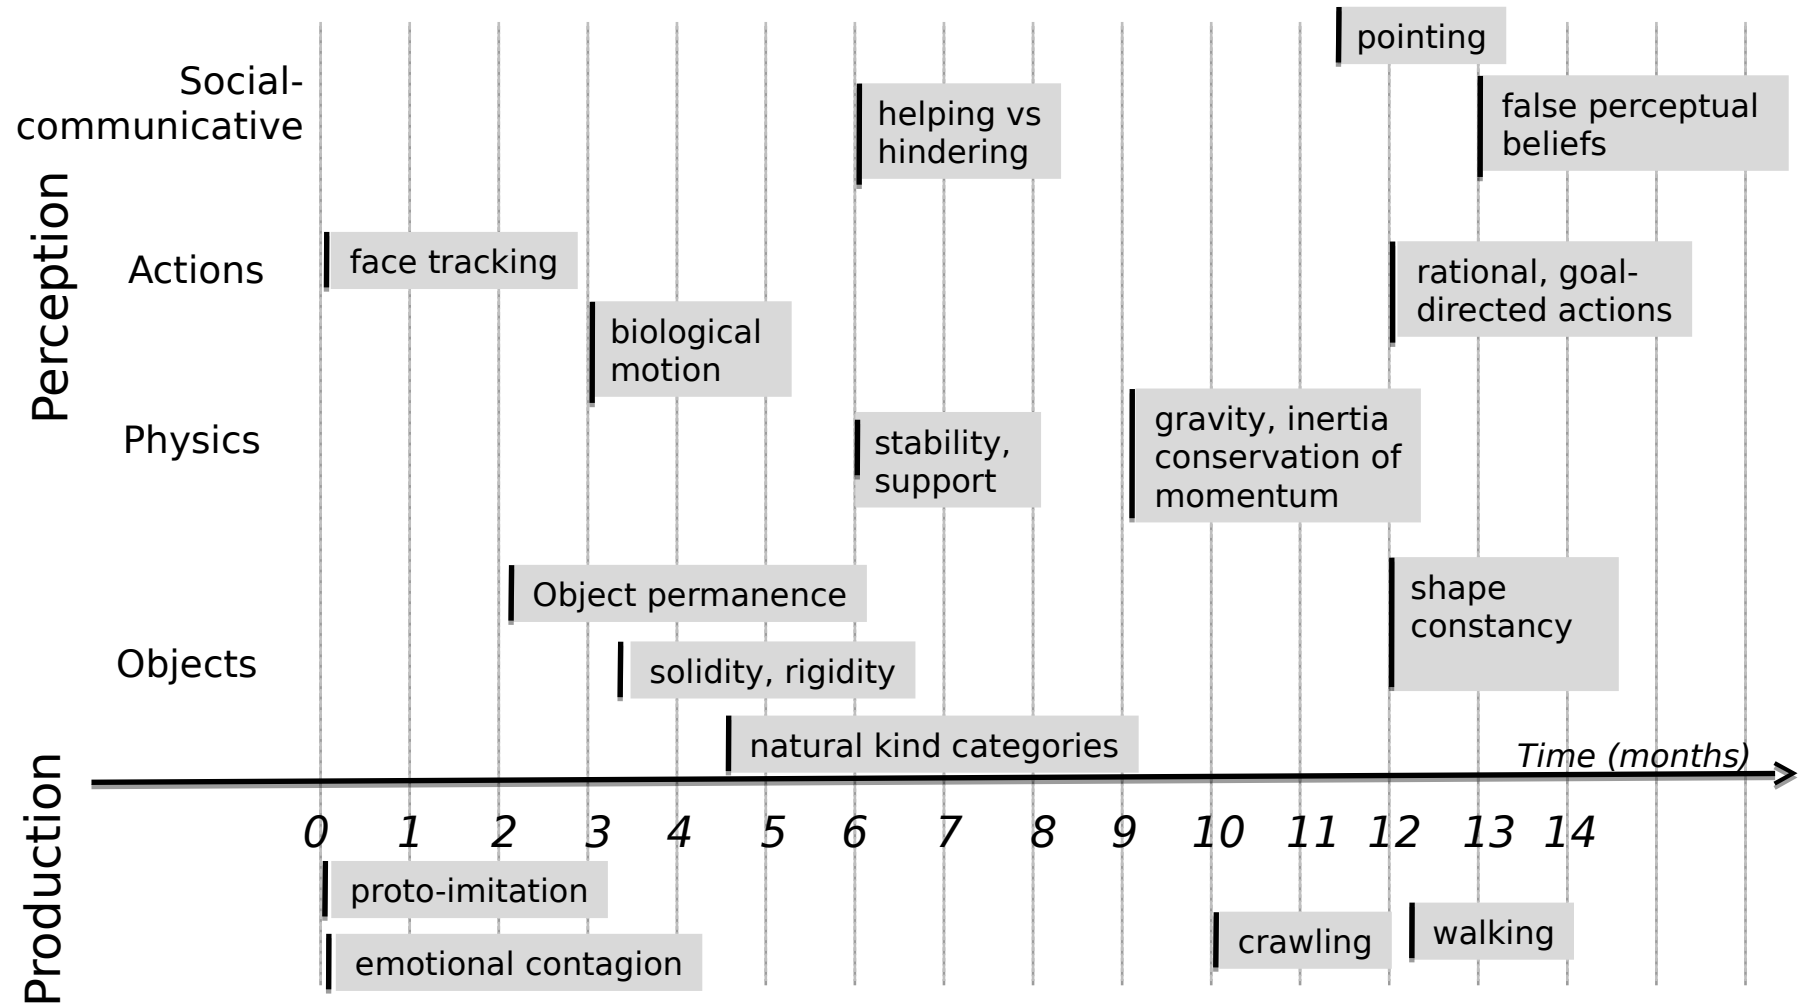 pointing
Social-
communicative
helping vs
hindering
false perceptual
beliefs
Perception
Actions
face tracking
rational, goal-
directed actions
biological
motion
Physics
stability,
support
gravity, inertia
conservation of
momentum
Object permanence
shape
constancy
Objects
solidity, rigidity
natural kind categories
Time (months)
0 1 2 3 4 5 6 7 8 9 10 11 12 13 14
Production
proto-imitation
crawling
walking
emotional contagion